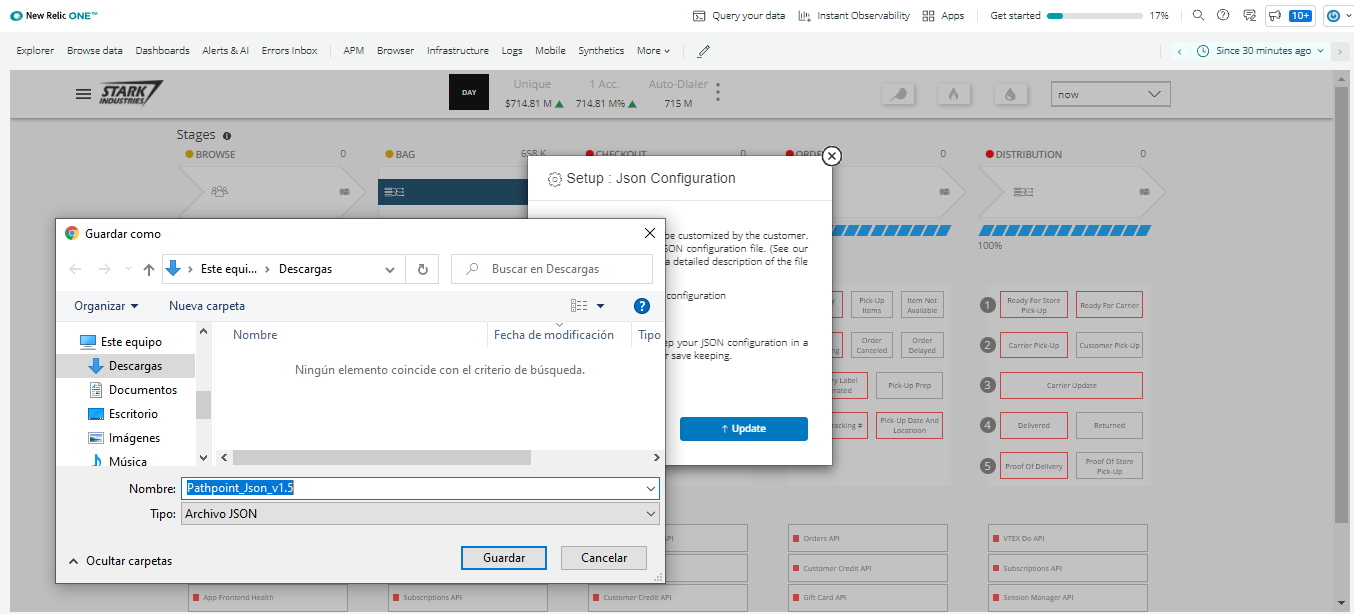 New Relic ONE™
Query your data
Instant Observability
Apps
Get started
17%
10+
Explorer
Browse data
Dashboards
Alerts & AI
Errors Inbox
APM
Browser
Infrastructure
Logs
Mobile
Synthetics
More
Since 30 minutes ago
STARK
INDUSTRIES
DAY
Unique
$714.81 M
1 Acc.
714.81 M%
Auto-Dialer
715 M
now
Stages
BROWSE 0
BAG 658 K
CHECKOUT 0
ORDE 0
DISTRIBUTION 0
100%
Setup : Json Configuration
be customized by the customer.
SON configuration file. (See our
a detailed description of the file
configuration
ep your JSON configuration in a
r save keeping.
↑ Update
Guardar como
Este equi... › Descargas
Buscar en Descargas
Organizar
Nueva carpeta
Este equipo
Descargas
Documentos
Escritorio
Imágenes
Música
Nombre
Fecha de modificación
Tipo
Ningún elemento coincide con el criterio de búsqueda.
Nombre: Pathpoint_Json_v1.5
Tipo: Archivo JSON
Ocultar carpetas
Guardar
Cancelar
Pick-Up
Items
Item Not
Available
Order
Canceled
Order
Delayed
ry Label
rated
Pick-Up Prep
racking #
Pick-Up Date And
Locatioon
1
Ready For Store
Pick-Up
Ready For Carrier
2
Carrier Pick-Up
Customer Pick-Up
3
Carrier Update
4
Delivered
Returned
5
Proof Of Delivery
Proof Of Store
Pick-Up
API
Orders API
VTEX Do API
Customer Credit API
Subscriptions API
App Frontend Health
Subscriptions API
Customer Credit API
Gift Card API
Session Manager API